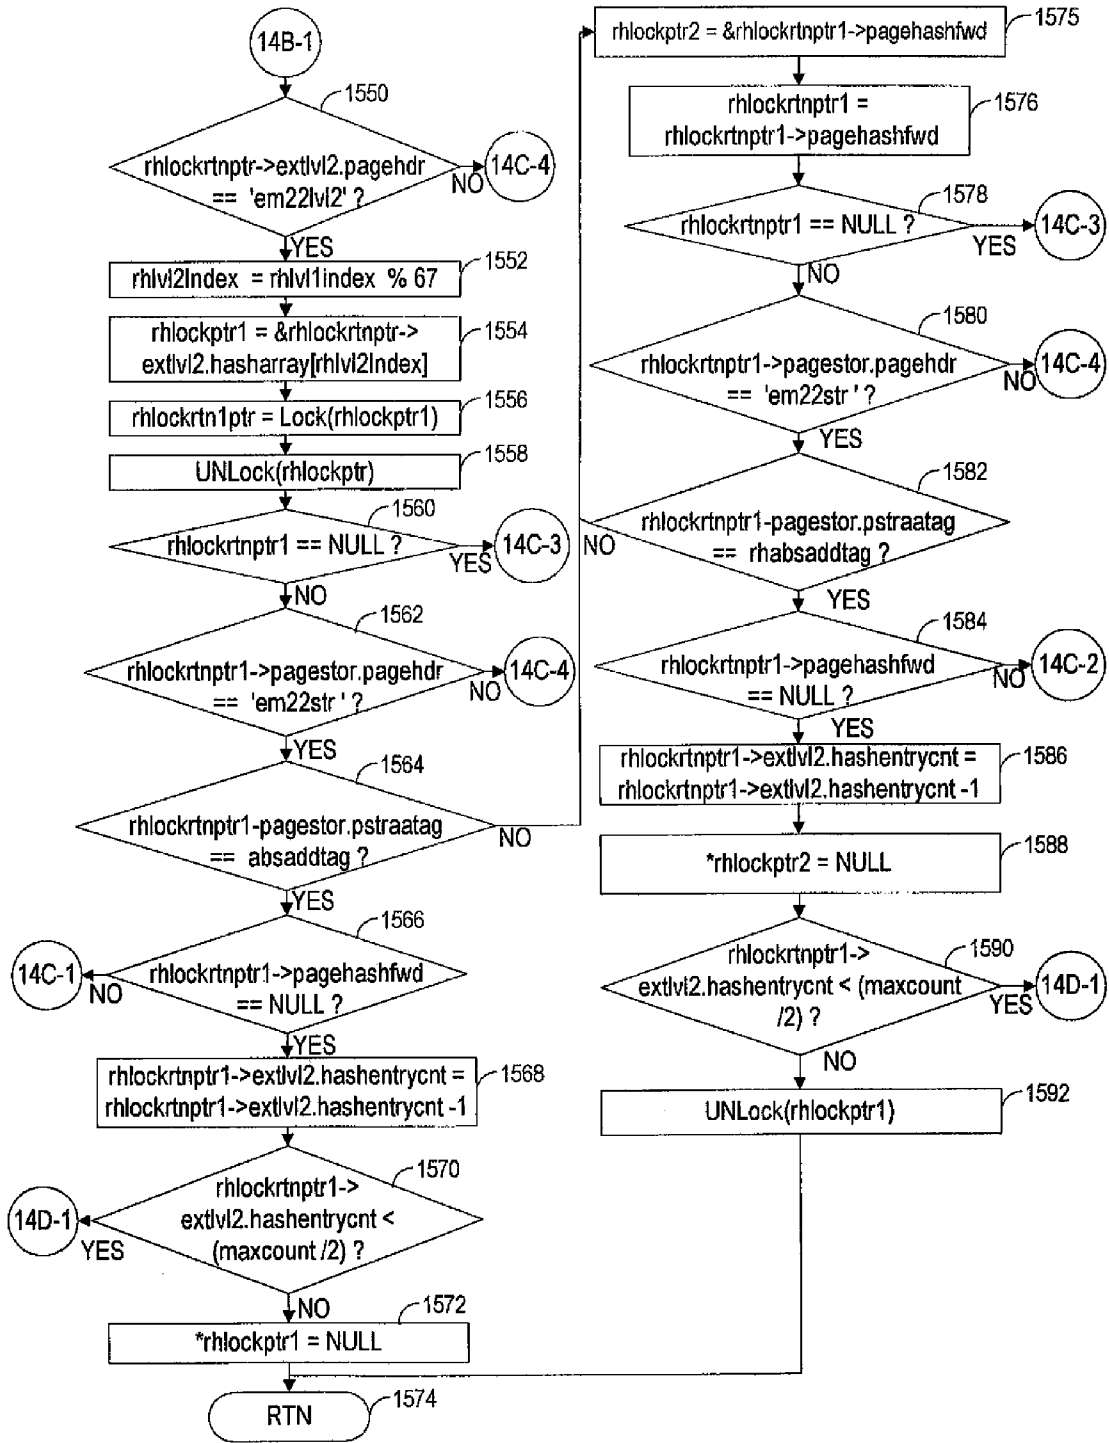 14B-1
1550
rhlockrtnptr->extlvl2.pagehdr
== 'em22lvl2' ?
NO
14C-4
YES
rhlvl2Index = rhlvl1index % 67
1552
rhlockptr1 = &rhlockrtnptr->
extlvl2.hasharray[rhlvl2Index]
1554
rhlockrtn1ptr = Lock(rhlockptr1)
1556
UNLock(rhlockptr)
1558
1560
rhlockrtnptr1 == NULL ?
YES
14C-3
NO
1562
rhlockrtnptr1->pagestor.pagehdr
== 'em22str' ?
NO
14C-4
YES
1564
rhlockrtnptr1-pagestor.pstraatag
== absaddtag ?
NO
YES
1566
rhlockrtnptr1->pagehashfwd
== NULL ?
NO
14C-1
YES
rhlockrtnptr1->extlvl2.hashentrycnt =
rhlockrtnptr1->extlvl2.hashentrycnt -1
1568
1570
rhlockrtnptr1->
extlvl2.hashentrycnt <
(maxcount /2) ?
14D-1
YES
NO
1572
*rhlockptr1 = NULL
RTN
1574
rhlockptr2 = &rhlockrtnptr1->pagehashfwd
1575
rhlockrtnptr1 =
rhlockrtnptr1->pagehashfwd
1576
1578
rhlockrtnptr1 == NULL ?
YES
14C-3
NO
1580
rhlockrtnptr1->pagestor.pagehdr
== 'em22str ' ?
NO
14C-4
YES
1582
rhlockrtnptr1-pagestor.pstraatag
== rhabsaddtag ?
NO
YES
1584
rhlockrtnptr1->pagehashfwd
== NULL ?
NO
14C-2
YES
rhlockrtnptr1->extlvl2.hashentrycnt =
rhlockrtnptr1->extlvl2.hashentrycnt -1
1586
*rhlockptr2 = NULL
1588
1590
rhlockrtnptr1->
extlvl2.hashentrycnt < (maxcount
/2) ?
YES
14D-1
NO
UNLock(rhlockptr1)
1592